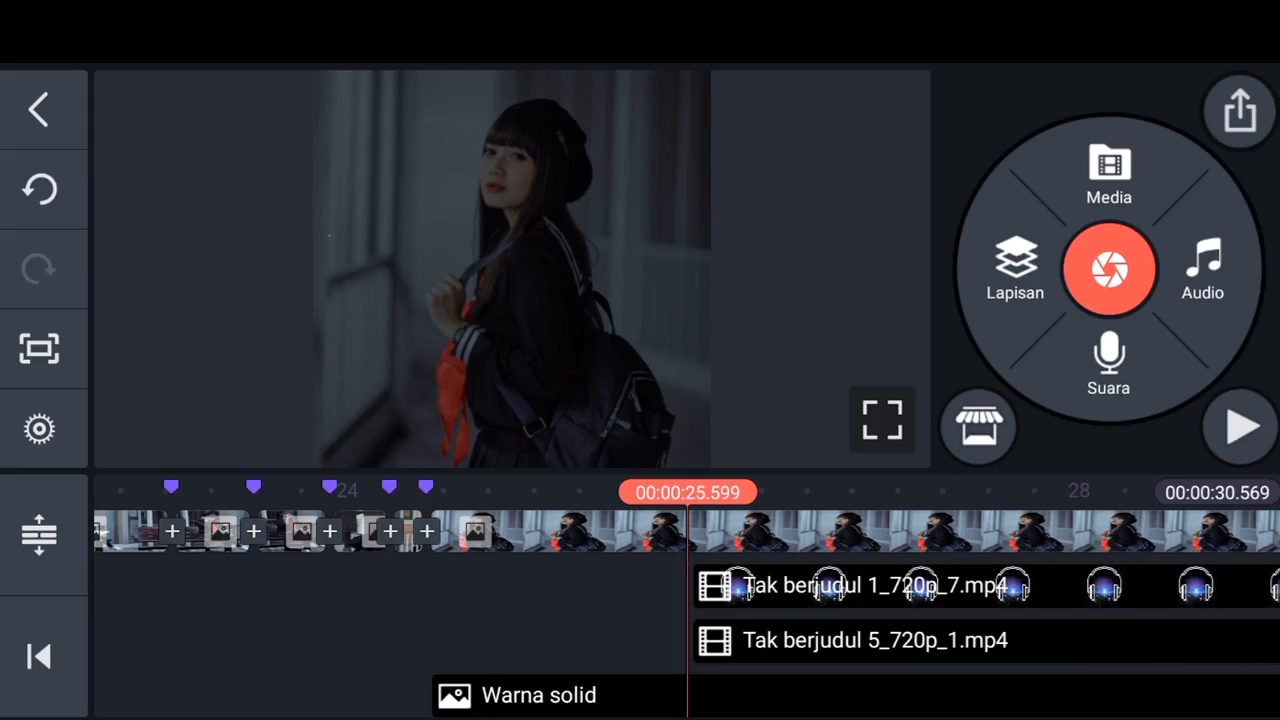 Media
Lapisan
Audio
Suara
24
00:00:25.599
28
00:00:30.569
Tak berjudul 1_720p_7.mp4
Tak berjudul 5_720p_1.mp4
Warna solid